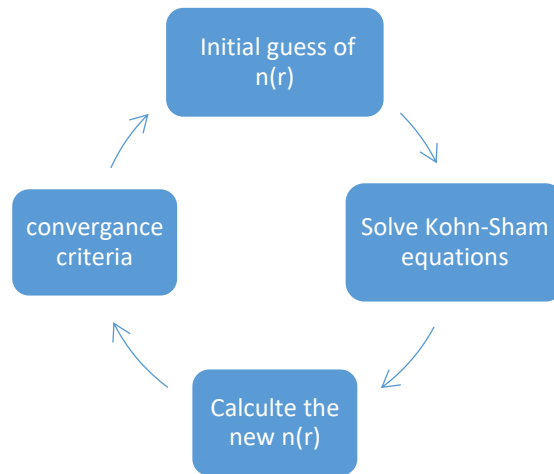 Initial guess of
n(r)
Solve Kohn-Sham
equations
Calculte the
new n(r)
convergance
criteria